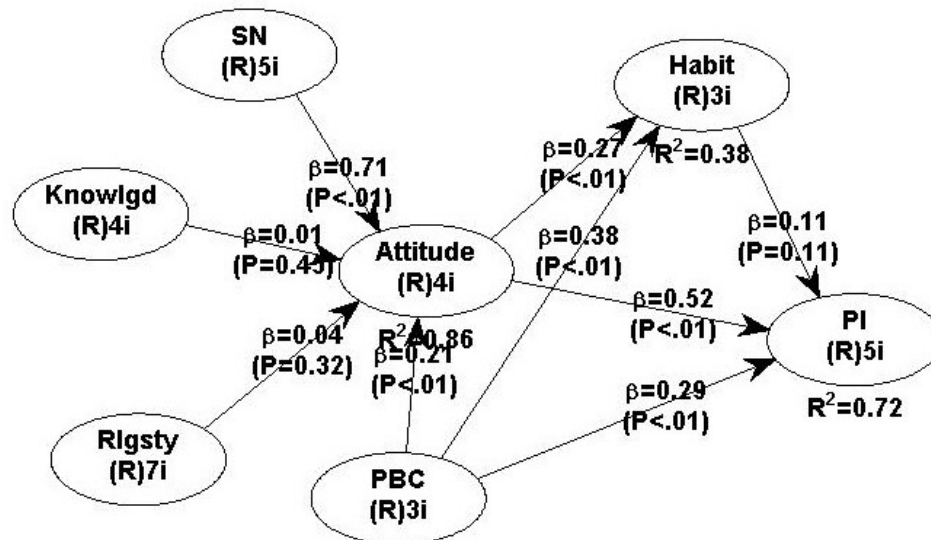 SN
(R)5i
Habit
(R)3i
R²=0.38
β=0.71
(P<.01)
β=0.27
(P<.01)
Knowlgd
(R)4i
β=0.01
Attitude
(R)4i
R²=0.86
β=0.38
(P<.01)
β=0.11
(P=0.11)
β=0.52
(P<.01)
PI
(R)5i
R²=0.72
β=0.04
(P=0.32)
β=0.21
(P<.01)
β=0.29
(P<.01)
Rlgsty
(R)7i
PBC
(R)3i